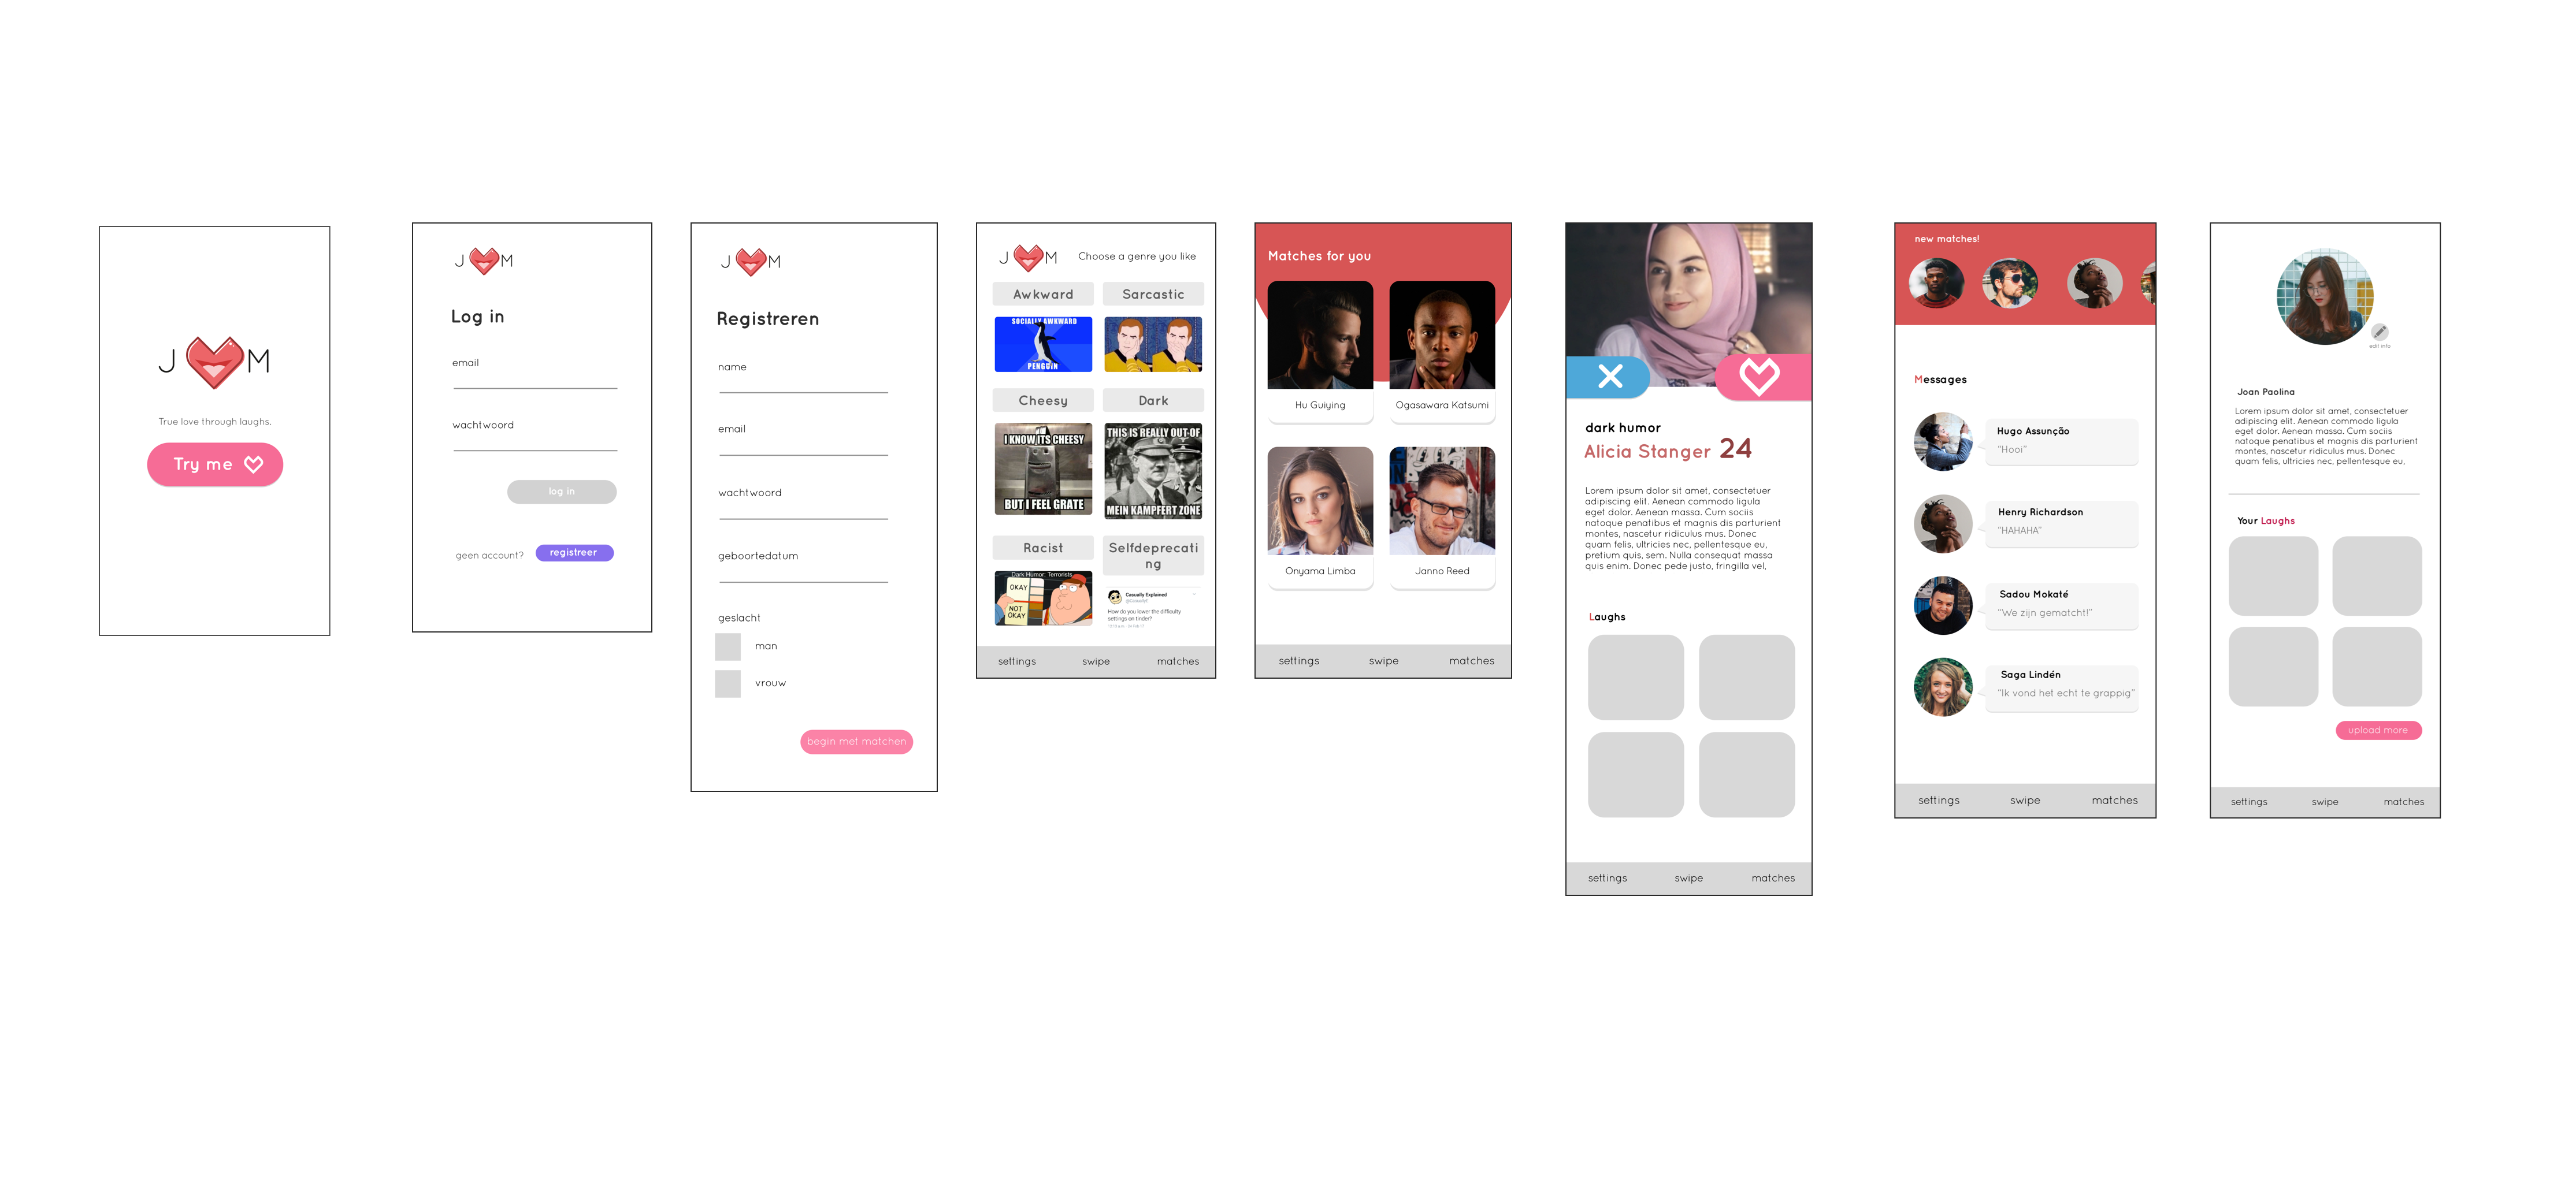 J M
True love through laughs.
Try me
J M
Log in
email
wachtwoord
log in
geen account?
registreer
J M
Registreren
name
email
wachtwoord
geboortedatum
geslacht
man
vrouw
begin met matchen
J M
Choose a genre you like
Awkward
Sarcastic
SOCIALLY AWKWARD
PENGUIN
Cheesy
Dark
I KNOW ITS CHEESY
BUT I FEEL GRATE
THIS IS REALLY OUT OF
MEIN KAMPFERT ZONE
Racist
Selfdeprecati
ng
Dark Humor: Terrorists
OKAY
NOT
OKAY
Casually Explained
How do you lower the difficulty
settings on tinder?
settings
swipe
matches
Matches for you
Hu Guiying
Ogasawara Katsumi
Onyama Limba
Janno Reed
settings
swipe
matches
dark humor
Alicia Stanger 24
Lorem ipsum dolor sit amet, consectetuer
adipiscing elit. Aenean commodo ligula
eget dolor. Aenean massa. Cum sociis
natoque penatibus et magnis dis parturient
montes, nascetur ridiculus mus. Donec
quam felis, ultricies nec, pellentesque eu,
pretium quis, sem. Nulla consequat massa
quis enim. Donec pede justo, fringilla vel,
Laughs
settings
swipe
matches
new matches!
Messages
Hugo Assunção
"Hooi"
Henry Richardson
"HAHAHA"
Sadou Mokaté
"We zijn gematcht!"
Saga Lindén
"Ik vond het echt te grappig"
settings
swipe
matches
edit info
Joan Paolina
Lorem ipsum dolor sit amet, consectetuer
adipiscing elit. Aenean commodo ligula
eget dolor. Aenean massa. Cum sociis
natoque penatibus et magnis dis parturient
montes, nascetur ridiculus mus. Donec
quam felis, ultricies nec, pellentesque eu,
Your Laughs
upload more
settings
swipe
matches